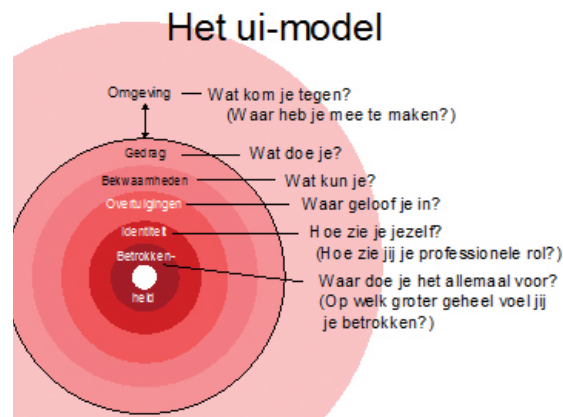 Het ui-model
Omgeving
Wat kom je tegen?
(Waar heb je mee te maken?)
Gedrag
Wat doe je?
Bekwaamheden
Wat kun je?
Overtuigingen
Waar geloof je in?
Identiteit
Hoe zie je jezelf?
(Hoe zie jij je professionele rol?)
Betrokken-
heid
Waar doe je het allemaal voor?
(Op welk groter geheel voel jij
je betrokken?)